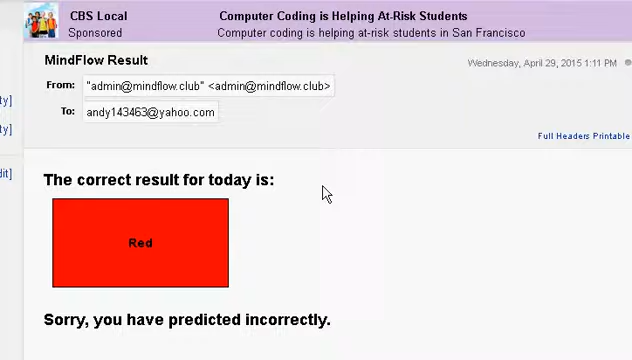 CBS Local
Computer Coding is Helping At-Risk Students
Sponsored
Computer coding is helping at-risk students in San Francisco
MindFlow Result
Wednesday, April 29, 2015 1:11 PM
From: "admin@mindflow.club" <admin@mindflow.club>
To: andy143463@yahoo.com
Full Headers Printable
The correct result for today is:
Red
Sorry, you have predicted incorrectly.